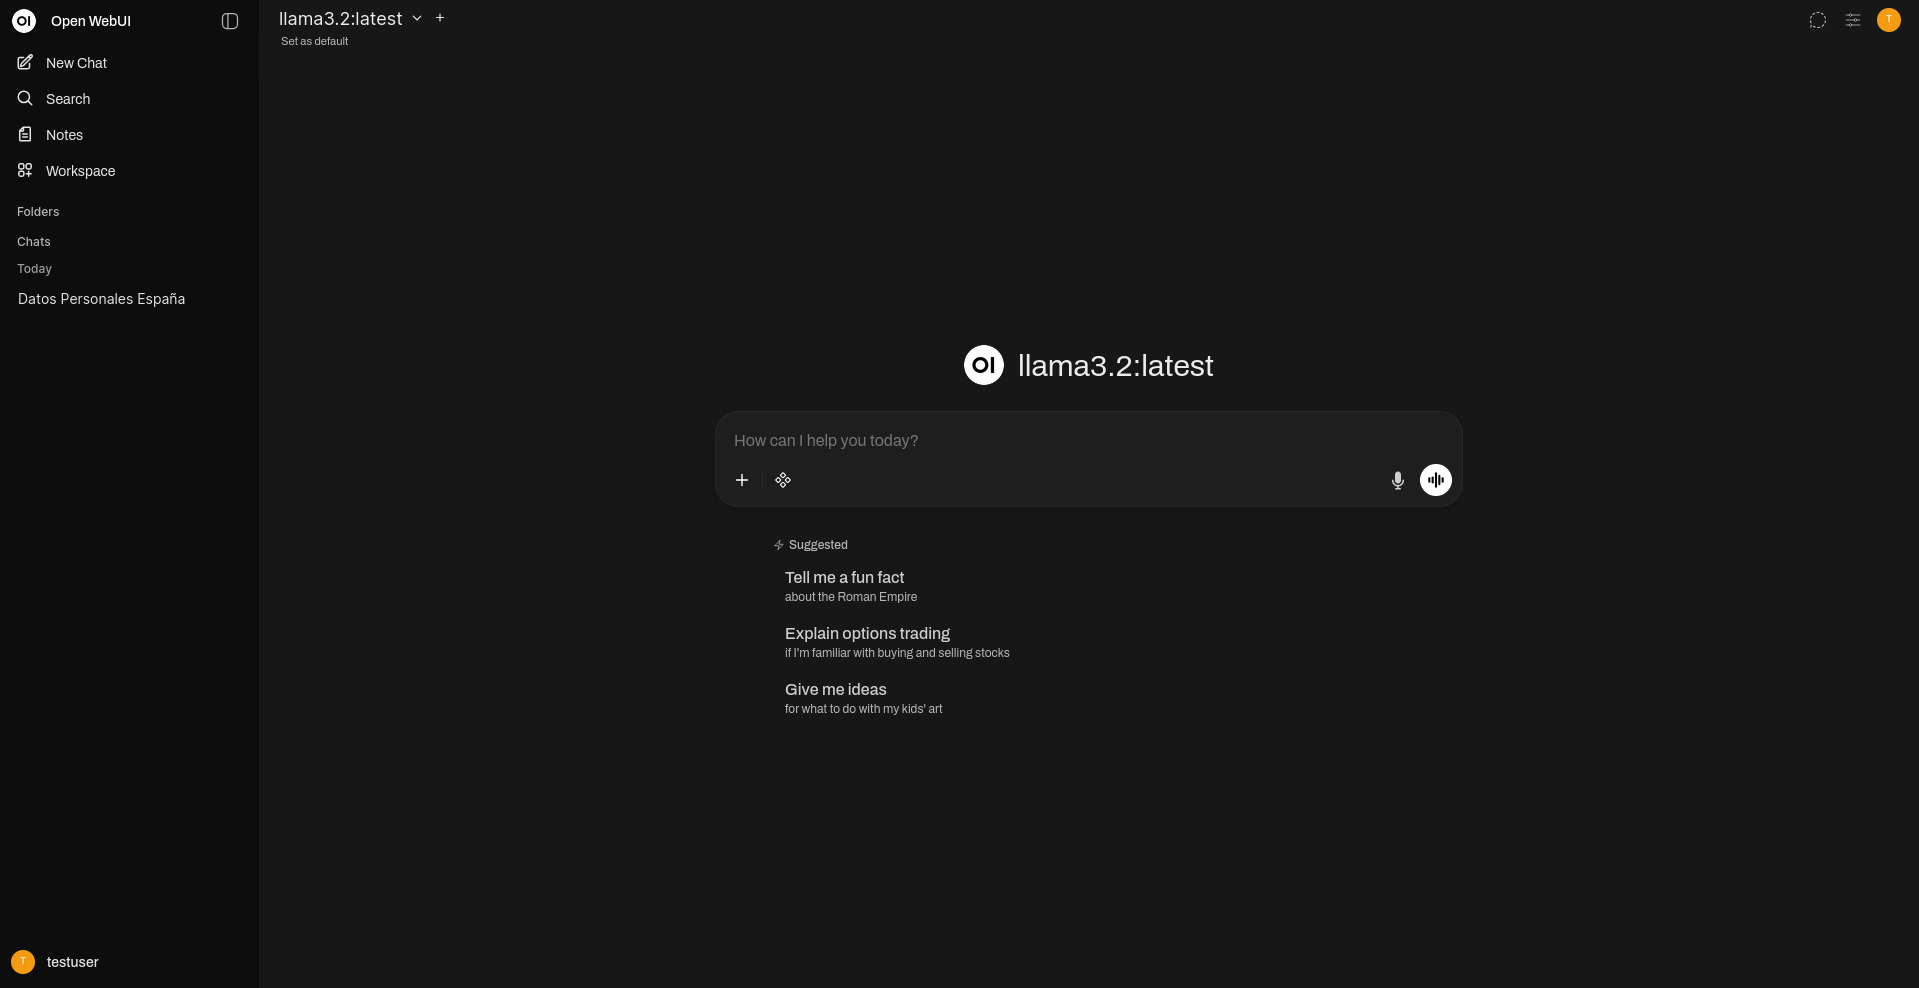 OI Open WebUI
New Chat
Search
Notes
Workspace
Folders
Chats
Today
Datos Personales España
T testuser
llama3.2:latest
Set as default
T
OI llama3.2:latest
How can I help you today?
Suggested
Tell me a fun fact
about the Roman Empire
Explain options trading
if I'm familiar with buying and selling stocks
Give me ideas
for what to do with my kids' art